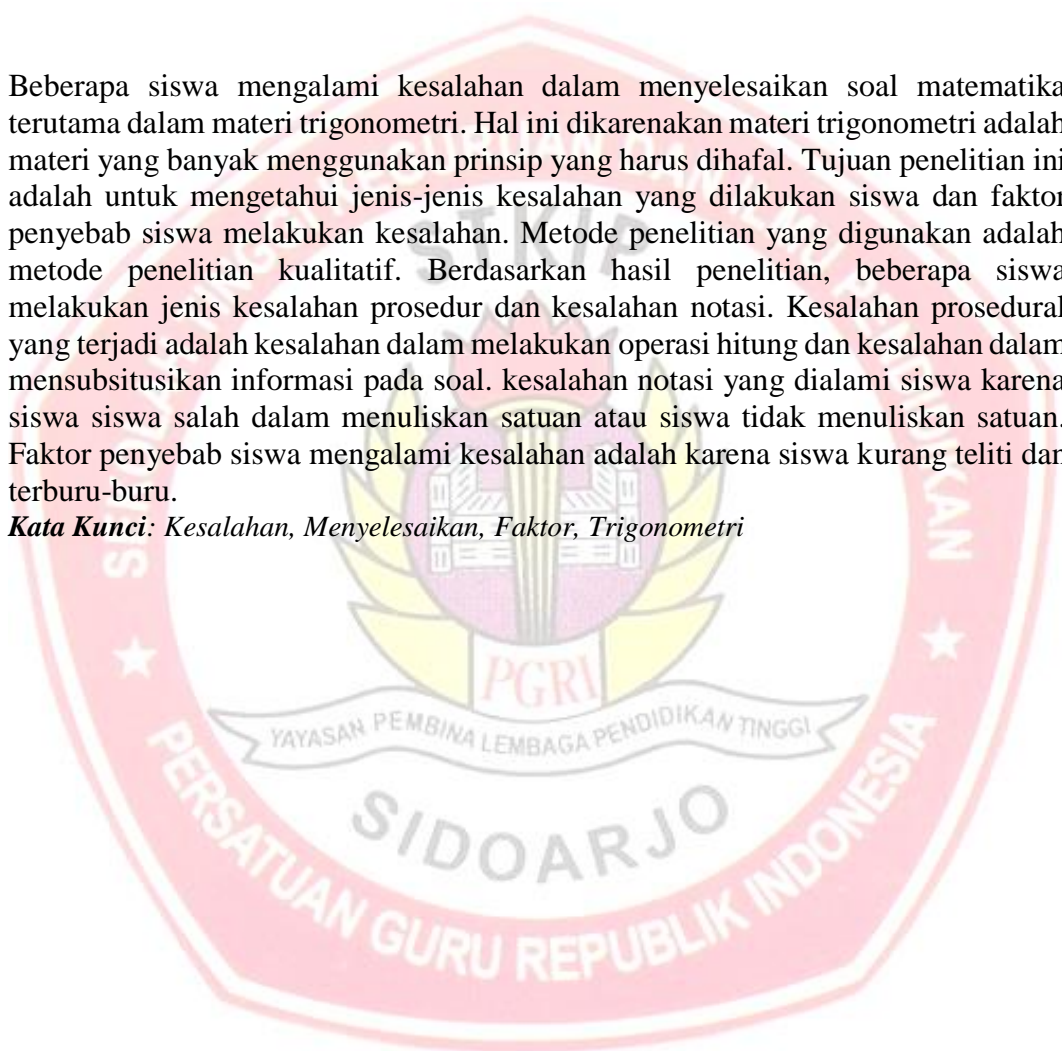 Beberapa siswa mengalami kesalahan dalam menyelesaikan soal matematika
terutama dalam materi trigonometri. Hal ini dikarenakan materi trigonometri adalah
materi yang banyak menggunakan prinsip yang harus dihafal. Tujuan penelitian ini
adalah untuk mengetahui jenis-jenis kesalahan yang dilakukan siswa dan faktor
penyebab siswa melakukan kesalahan. Metode penelitian yang digunakan adalah
metode penelitian kualitatif. Berdasarkan hasil penelitian, beberapa siswa
melakukan jenis kesalahan prosedur dan kesalahan notasi. Kesalahan prosedural
yang terjadi adalah kesalahan dalam melakukan operasi hitung dan kesalahan dalam
mensubsitusikan informasi pada soal. kesalahan notasi yang dialami siswa karena
siswa siswa salah dalam menuliskan satuan atau siswa tidak menuliskan satuan.
Faktor penyebab siswa mengalami kesalahan adalah karena siswa kurang teliti dan
terburu-buru.
Kata Kunci: Kesalahan, Menyelesaikan, Faktor, Trigonometri
STKIP
PGRI
YAYASAN PEMBINA LEMBAGA PENDIDIKAN TINGGI
SIDOARJO
PERSATUAN GURU REPUBLIK INDONESIA